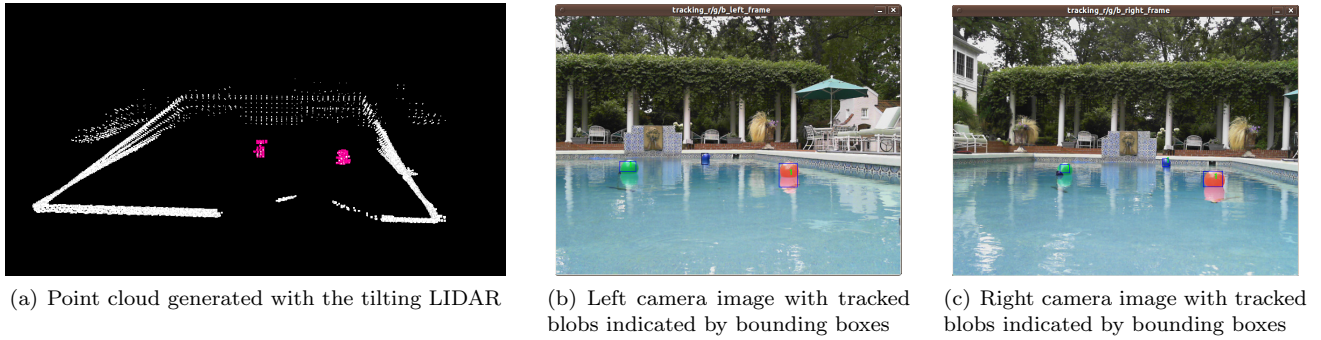 tracking_r/g/b_left_frame
tracking_r/g/b_right_frame
(a) Point cloud generated with the tilting LIDAR
(b) Left camera image with tracked
blobs indicated by bounding boxes
(c) Right camera image with tracked
blobs indicated by bounding boxes